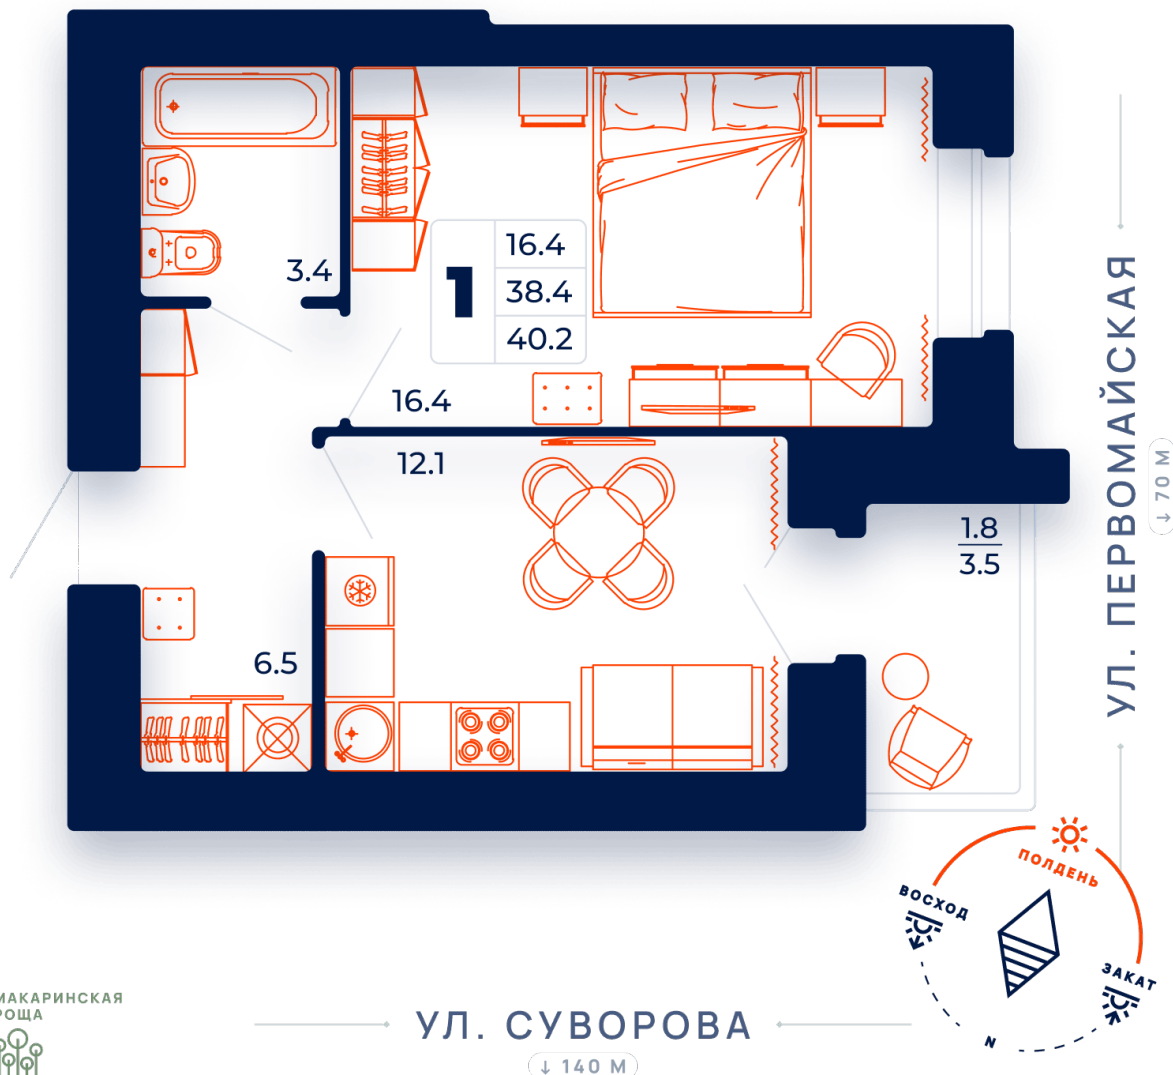 3.4
1
16.4
38.4
40.2
16.4
12.1
1.8
3.5
6.5
УЛ. ПЕРВОМАЙСКАЯ
↓ 70 М
ПОЛДЕНЬ
ВОСХОД
ЗАКАТ
N
МАКАРИНСКАЯ
РОЩА
УЛ. СУВОРОВА
↓ 140 М